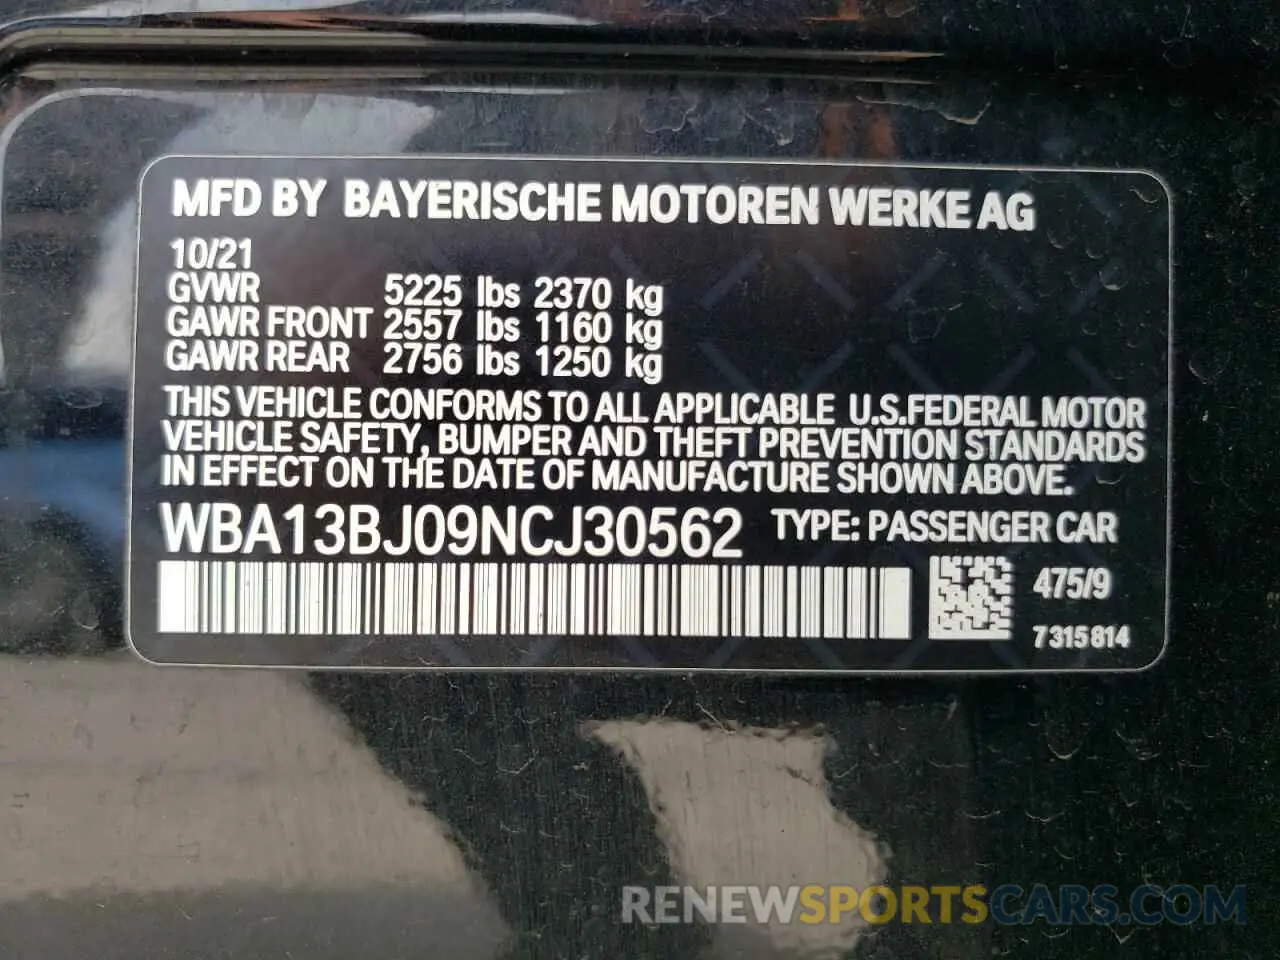 MFD BY BAYERISCHE MOTOREN WERKE AG
10/21
GVWR 5225 lbs 2370 kg
GAWR FRONT 2557 lbs 1160 kg
GAWR REAR 2756 lbs 1250 kg
THIS VEHICLE CONFORMS TO ALL APPLICABLE U.S.FEDERAL MOTOR
VEHICLE SAFETY, BUMPER AND THEFT PREVENTION STANDARDS
IN EFFECT ON THE DATE OF MANUFACTURE SHOWN ABOVE.
WBA13BJ09NCJ30562 TYPE: PASSENGER CAR
475/9
7315814
RENEWSPORTSCARS.COM